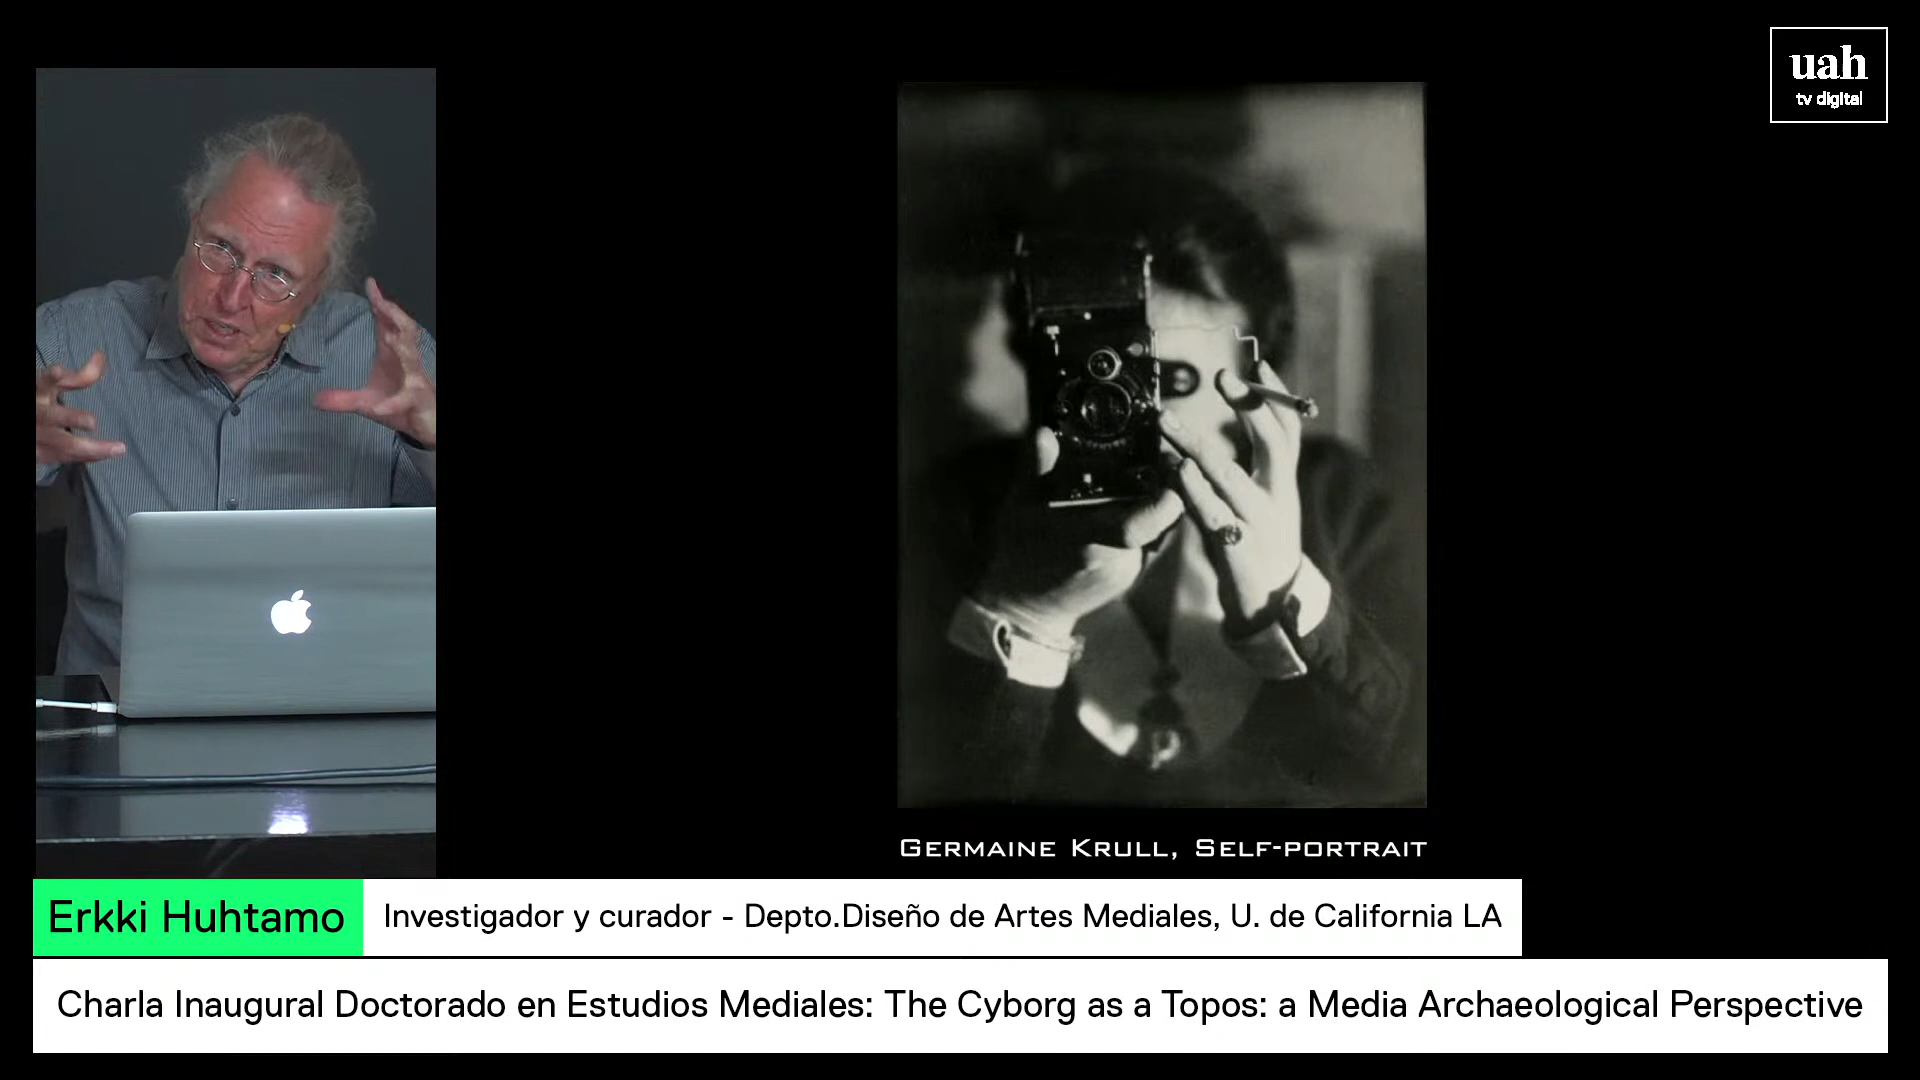 uah
tv digital
GERMAINE KRULL, SELF-PORTRAIT
Erkki Huhtamo
Investigador y curador - Depto.Diseño de Artes Mediales, U. de California LA
Charla Inaugural Doctorado en Estudios Mediales: The Cyborg as a Topos: a Media Archaeological Perspective